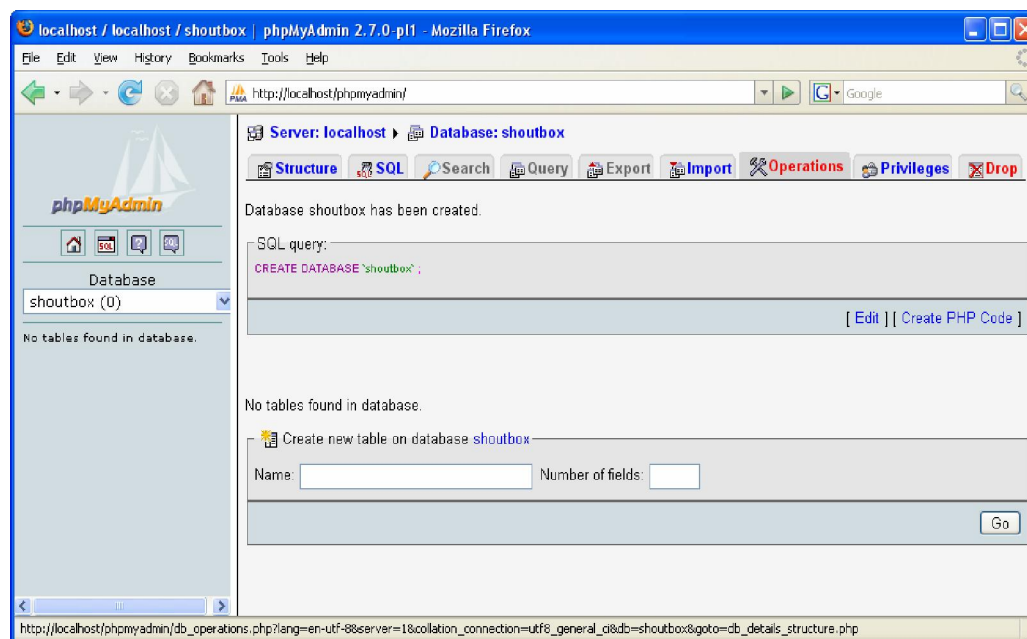 localhost / localhost / shoutbox | phpMyAdmin 2.7.0-pl1 - Mozilla Firefox
File Edit View History Bookmarks Tools Help
PMA http://localhost/phpmyadmin/ G Google
phpMyAdmin
SQL ? SQL
Database
shoutbox (0)
No tables found in database.
Server: localhost Database: shoutbox
Structure SQL Search Query Export Import Operations Privileges Drop
Database shoutbox has been created.
SQL query:
CREATE DATABASE `shoutbox` ;
[ Edit ] [ Create PHP Code ]
No tables found in database.
Create new table on database shoutbox
Name: Number of fields:
Go
http://localhost/phpmyadmin/db_operations.php?lang=en-utf-8&server=1&collation_connection=utf8_general_ci&db=shoutbox&goto=db_details_structure.php